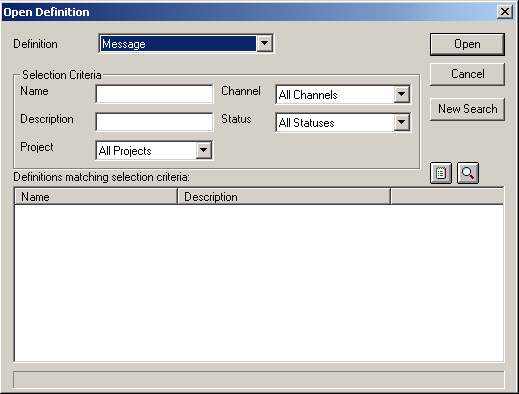 Open Definition
Definition Message Open
Selection Criteria Cancel
Name Channel All Channels
New Search
Description Status All Statuses
Project All Projects
Definitions matching selection criteria:
Name Description